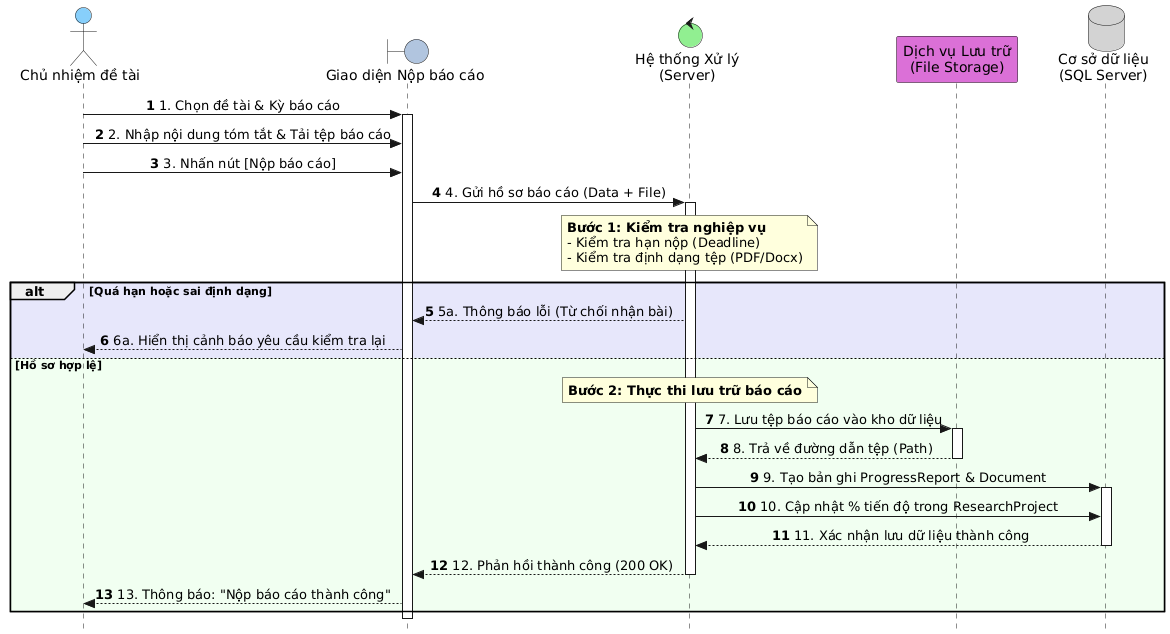 Chủ nhiệm đề tài
Giao diện Nộp báo cáo
Hệ thống Xử lý
(Server)
Dịch vụ Lưu trữ
(File Storage)
Cơ sở dữ liệu
(SQL Server)
1 1. Chọn đề tài & Kỳ báo cáo
2 2. Nhập nội dung tóm tắt & Tải tệp báo cáo
3 3. Nhấn nút [Nộp báo cáo]
4 4. Gửi hồ sơ báo cáo (Data + File)
Bước 1: Kiểm tra nghiệp vụ
- Kiểm tra hạn nộp (Deadline)
- Kiểm tra định dạng tệp (PDF/Docx)
alt [Quá hạn hoặc sai định dạng]
5 5a. Thông báo lỗi (Từ chối nhận bài)
6 6a. Hiển thị cảnh báo yêu cầu kiểm tra lại
[Hồ sơ hợp lệ]
Bước 2: Thực thi lưu trữ báo cáo
7 7. Lưu tệp báo cáo vào kho dữ liệu
8 8. Trả về đường dẫn tệp (Path)
9 9. Tạo bản ghi ProgressReport & Document
10 10. Cập nhật % tiến độ trong ResearchProject
11 11. Xác nhận lưu dữ liệu thành công
12 12. Phản hồi thành công (200 OK)
13 13. Thông báo: "Nộp báo cáo thành công"